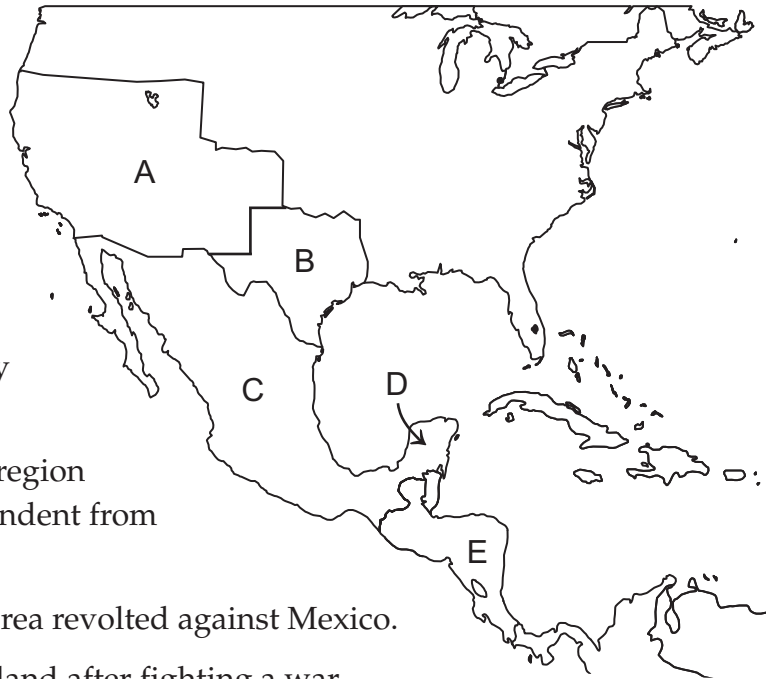 A
B
y
C
D
region
ndent from
E
rea revolted against Mexico.
land after fighting a war